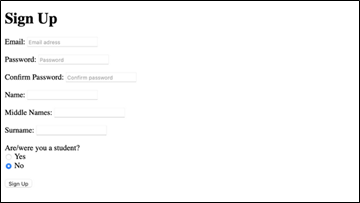 Sign Up
Email: Email adress
Password: Password
Confirm Password: Confirm password
Name:
Middle Names:
Surname:
Are/were you a student?
Yes
No
Sign Up